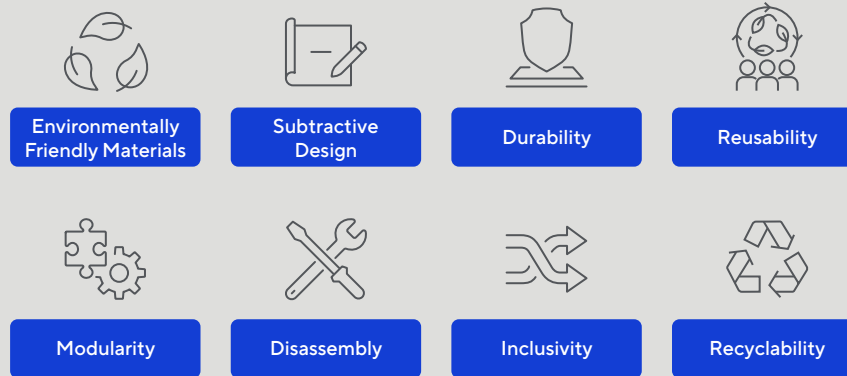 Environmentally
Friendly Materials
Subtractive
Design
Durability
Reusability
Modularity
Disassembly
Inclusivity
Recyclability